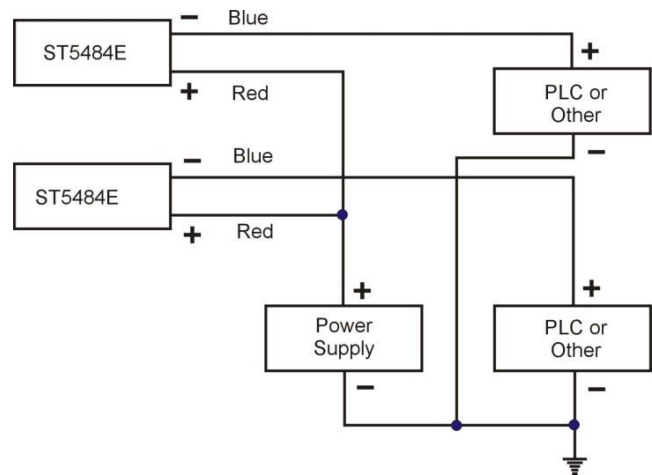 − Blue
ST5484E
+ Red
+
PLC or
Other
−
− Blue
ST5484E
+ Red
+
Power
Supply
−
+
PLC or
Other
−